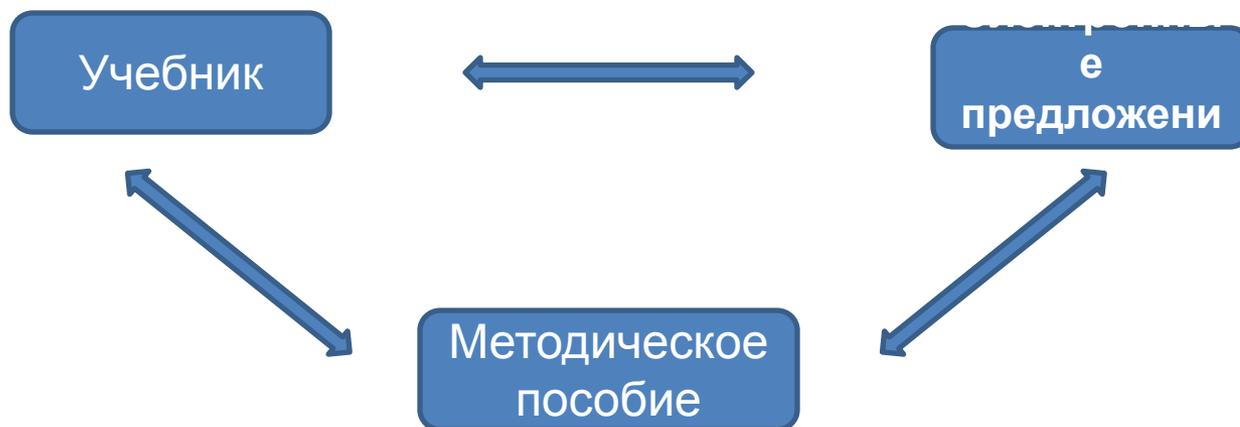 Учебник
е
предложени
Методическое
пособие